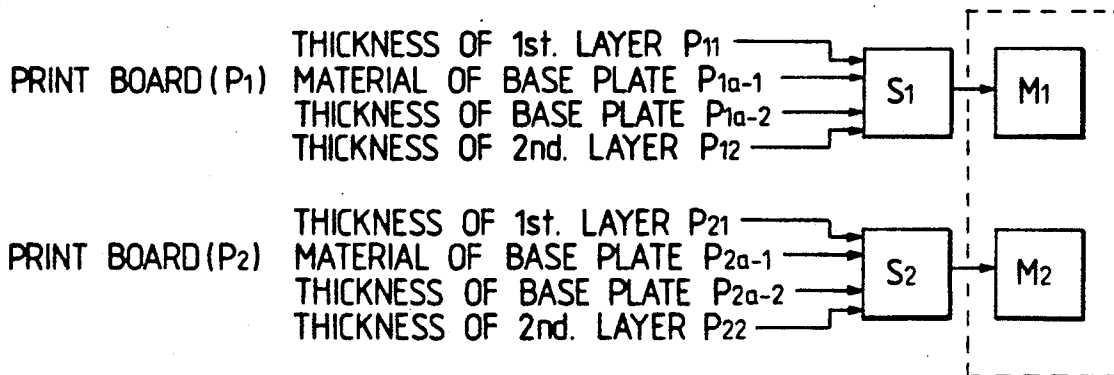 THICKNESS OF 1st. LAYER P11
PRINT BOARD (P1) MATERIAL OF BASE PLATE P1a-1
THICKNESS OF BASE PLATE P1a-2
THICKNESS OF 2nd. LAYER P12
S1 M1
THICKNESS OF 1st. LAYER P21
PRINT BOARD (P2) MATERIAL OF BASE PLATE P2a-1
THICKNESS OF BASE PLATE P2a-2
THICKNESS OF 2nd. LAYER P22
S2 M2